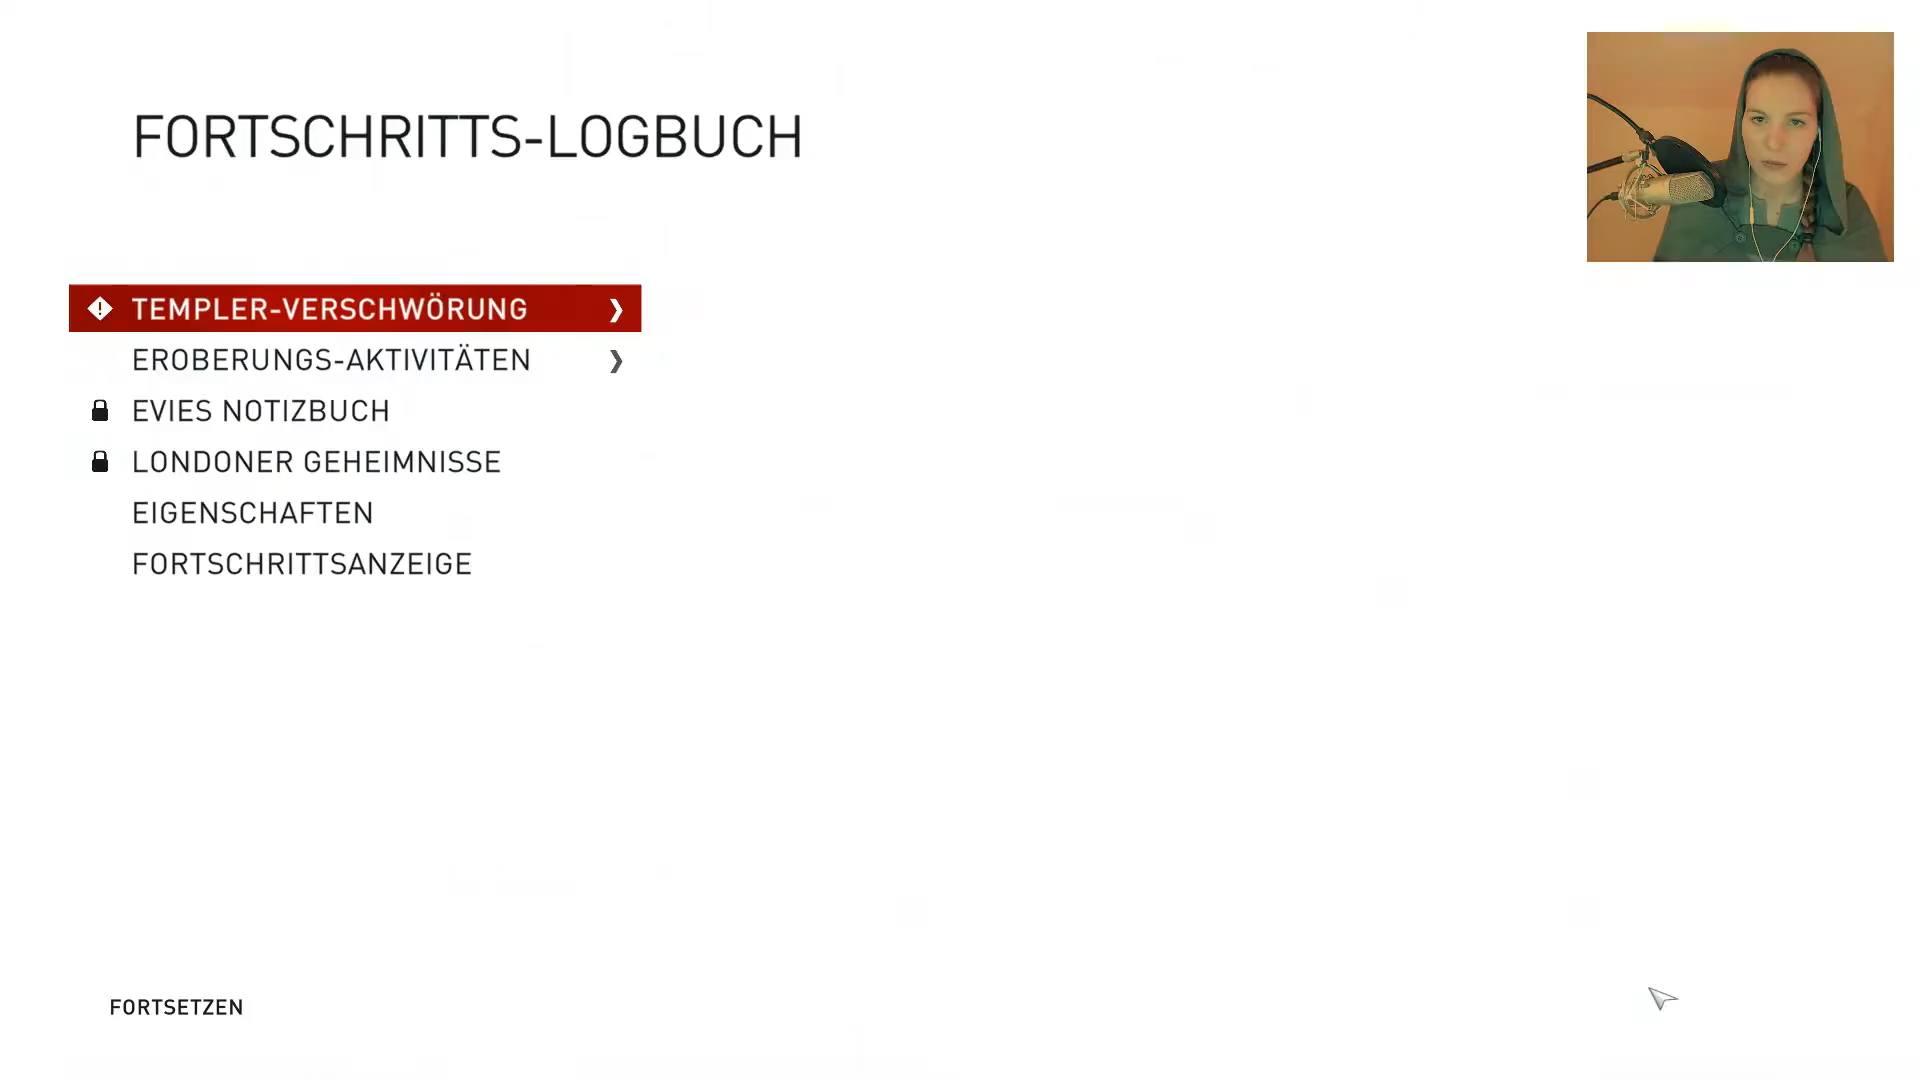 FORTSCHRITTS-LOGBUCH
TEMPLER-VERSCHWÖRUNG
EROBERUNGS-AKTIVITÄTEN
EVIES NOTIZBUCH
LONDONER GEHEIMNISSE
EIGENSCHAFTEN
FORTSCHRITTSANZEIGE
FORTSETZEN